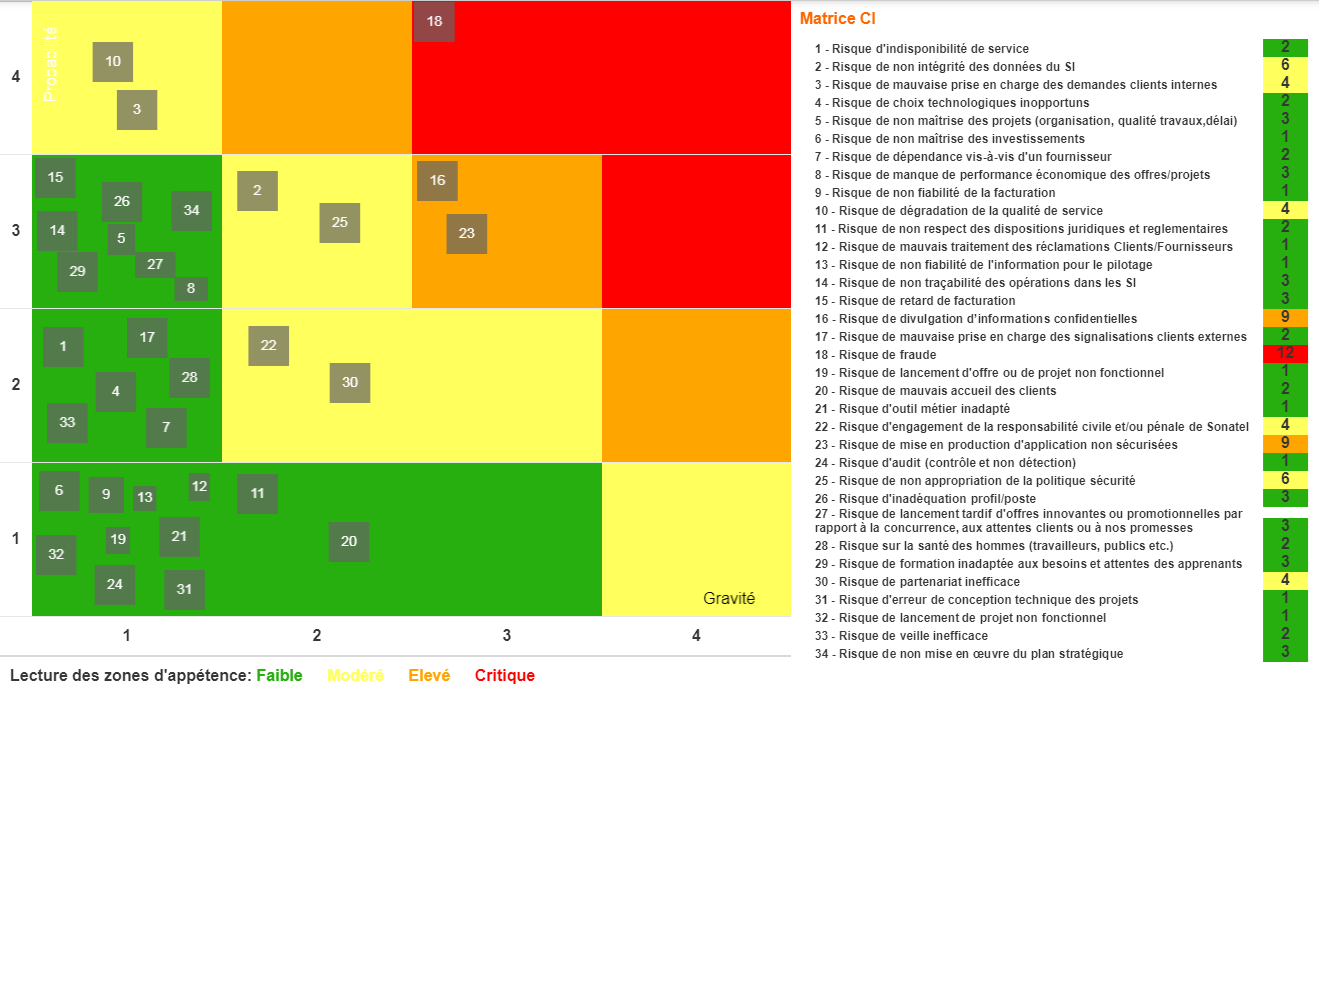 Probabilité
4
10
3
18
3
15
26
34
14
5
29
27
8
2
25
16
23
2
1
17
4
28
33
7
22
30
1
6
9
13
12
11
32
19
21
20
24
31
Gravité
1 2 3 4
Lecture des zones d'appétence: Faible Modéré Elevé Critique
Matrice CI
1 - Risque d'indisponibilité de service 2
2 - Risque de non intégrité des données du SI 6
3 - Risque de mauvaise prise en charge des demandes clients internes 4
4 - Risque de choix technologiques inopportuns 2
5 - Risque de non maîtrise des projets (organisation, qualité travaux,délai) 3
6 - Risque de non maîtrise des investissements 1
7 - Risque de dépendance vis-à-vis d'un fournisseur 2
8 - Risque de manque de performance économique des offres/projets 3
9 - Risque de non fiabilité de la facturation 1
10 - Risque de dégradation de la qualité de service 4
11 - Risque de non respect des dispositions juridiques et reglementaires 2
12 - Risque de mauvais traitement des réclamations Clients/Fournisseurs 1
13 - Risque de non fiabilité de l'information pour le pilotage 1
14 - Risque de non traçabilité des opérations dans les SI 3
15 - Risque de retard de facturation 3
16 - Risque de divulgation d'informations confidentielles 9
17 - Risque de mauvaise prise en charge des signalisations clients externes 2
18 - Risque de fraude 12
19 - Risque de lancement d'offre ou de projet non fonctionnel 1
20 - Risque de mauvais accueil des clients 2
21 - Risque d'outil métier inadapté 1
22 - Risque d'engagement de la responsabilité civile et/ou pénale de Sonatel 4
23 - Risque de mise en production d'application non sécurisées 9
24 - Risque d'audit (contrôle et non détection) 1
25 - Risque de non appropriation de la politique sécurité 6
26 - Risque d'inadéquation profil/poste 3
27 - Risque de lancement tardif d'offres innovantes ou promotionnelles par
rapport à la concurrence, aux attentes clients ou à nos promesses 3
28 - Risque sur la santé des hommes (travailleurs, publics etc.) 2
29 - Risque de formation inadaptée aux besoins et attentes des apprenants 3
30 - Risque de partenariat inefficace 4
31 - Risque d'erreur de conception technique des projets 1
32 - Risque de lancement de projet non fonctionnel 1
33 - Risque de veille inefficace 2
34 - Risque de non mise en œuvre du plan stratégique 3